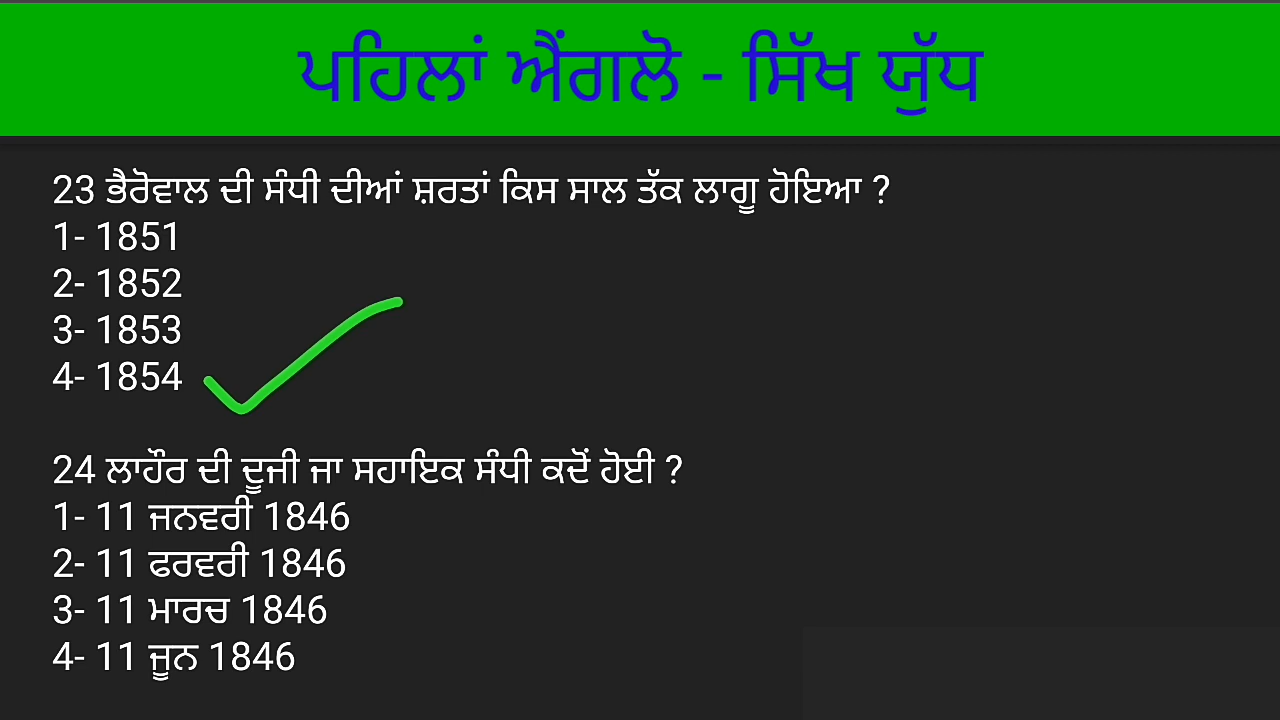 ਪਹਿਲਾਂ ਐਂਗਲੋ - ਸਿੱਖ ਯੁੱਧ
23 ਭੈਰੋਵਾਲ ਦੀ ਸੰਧੀ ਦੀਆਂ ਸ਼ਰਤਾਂ ਕਿਸ ਸਾਲ ਤੱਕ ਲਾਗੂ ਹੋਇਆ ?
1- 1851
2- 1852
3- 1853
4- 1854
24 ਲਾਹੌਰ ਦੀ ਦੂਜੀ ਜਾ ਸਹਾਇਕ ਸੰਧੀ ਕਦੋਂ ਹੋਈ ?
1- 11 ਜਨਵਰੀ 1846
2- 11 ਫਰਵਰੀ 1846
3- 11 ਮਾਰਚ 1846
4- 11 ਜੂਨ 1846